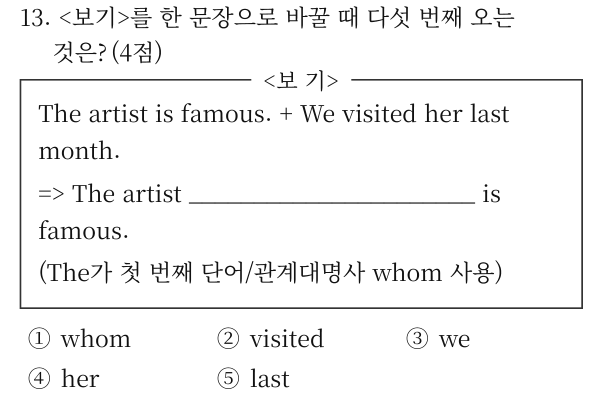 13. <보기>를 한 문장으로 바꿀 때 다섯 번째 오는
것은? (4점)
<보 기>
The artist is famous. + We visited her last
month.
=> The artist ______________________ is
famous.
(The가 첫 번째 단어/관계대명사 whom 사용)
① whom ② visited ③ we
④ her ⑤ last